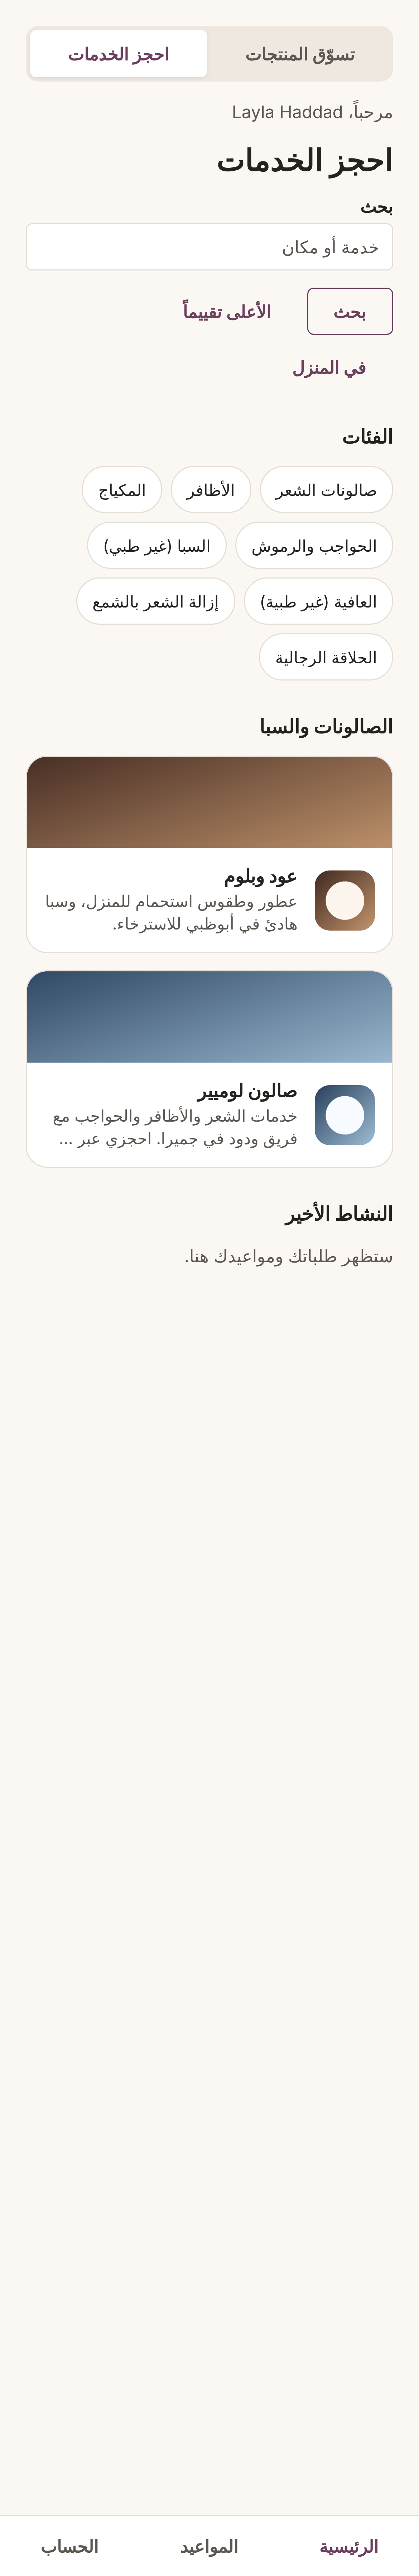 تسوّق المنتجات
احجز الخدمات
مرحباً، Layla Haddad
احجز الخدمات
بحث
خدمة أو مكان
بحث
الأعلى تقييماً
في المنزل
الفئات
صالونات الشعر
الأظافر
المكياج
الحواجب والرموش
السبا (غير طبي)
العافية (غير طبية)
إزالة الشعر بالشمع
الحلاقة الرجالية
الصالونات والسبا
عود وبلوم
عطور وطقوس استحمام للمنزل، وسبا
هادئ في أبوظبي للاسترخاء.
صالون لوميير
خدمات الشعر والأظافر والحواجب مع
فريق ودود في جميرا. احجزي عبر ...
النشاط الأخير
ستظهر طلباتك ومواعيدك هنا.
الرئيسية
المواعيد
الحساب